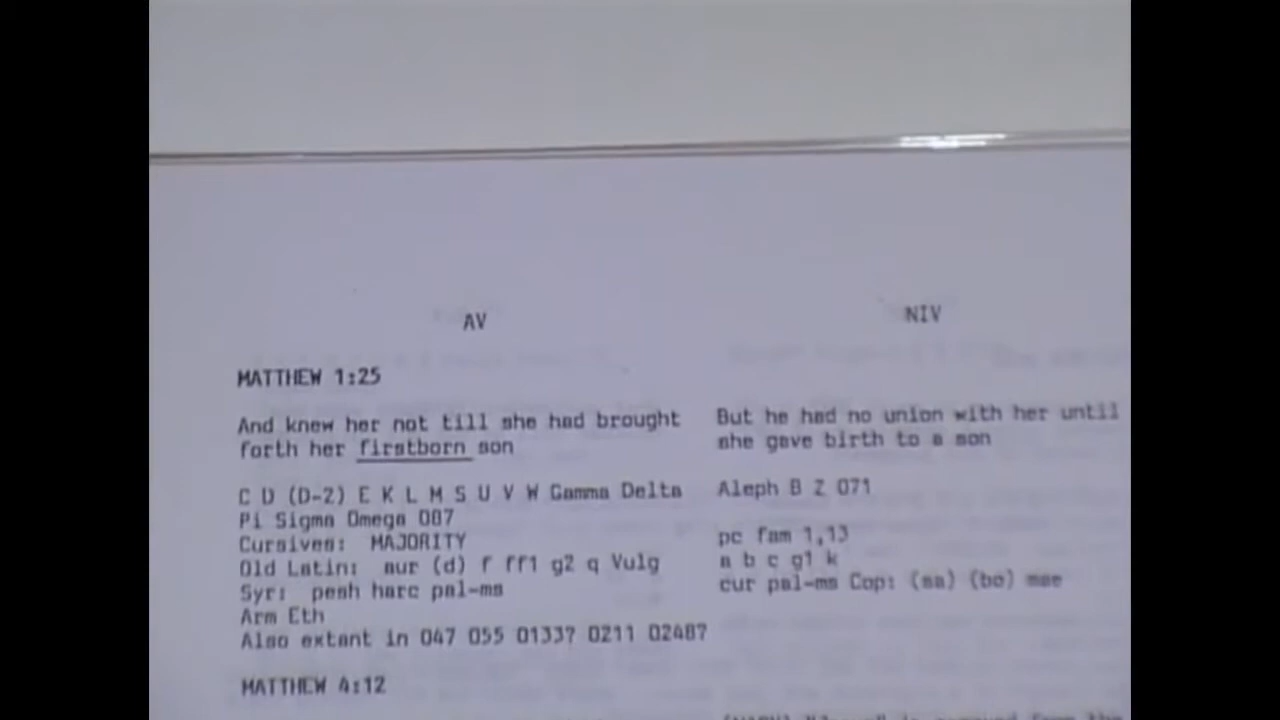 AV
NIV
MATTHEW 1:25
And knew her not till she had brought
forth her firstborn son
C D (D-2) E K L M S U V W Gamma Delta
Pi Sigma Omega 087
Cursives: MAJORITY
Old Latin: aur (d) f ff1 g2 q Vulg
Syr: pesh harc pal-ms
Arm Eth
Also extant in 047 055 0133? 0211 0248?
MATTHEW 4:12
But he had no union with her until
she gave birth to a son
Aleph B Z 071
pc fam 1,13
a b c g1 k
cur pal-ms Cop: (sa) (bo) mae